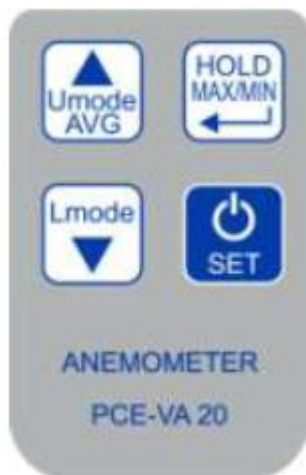 Umode
AVG
HOLD
MAX/MIN
Lmode
SET
ANEMOMETER
PCE-VA 20